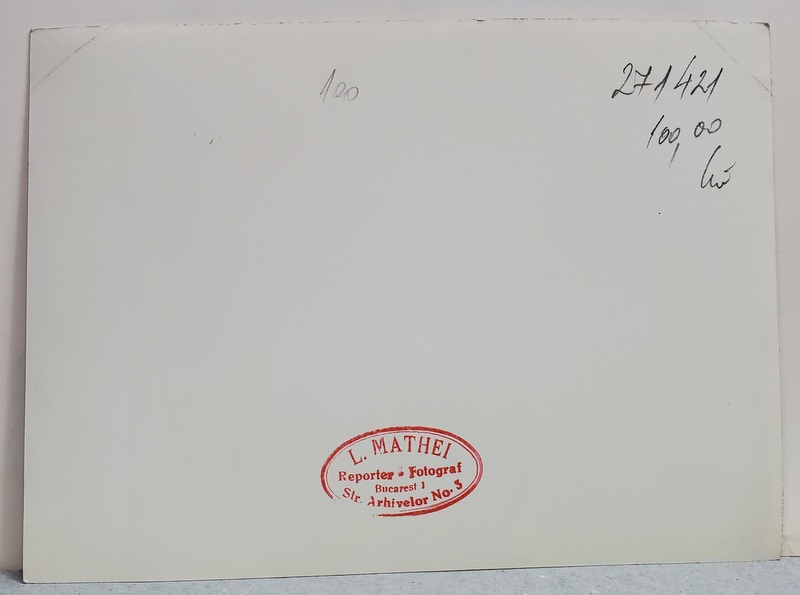 100
271421
100,00
L. MATHEI
Reporter - Fotograf
Bucarest 1
Str. Arhivelor No. 3